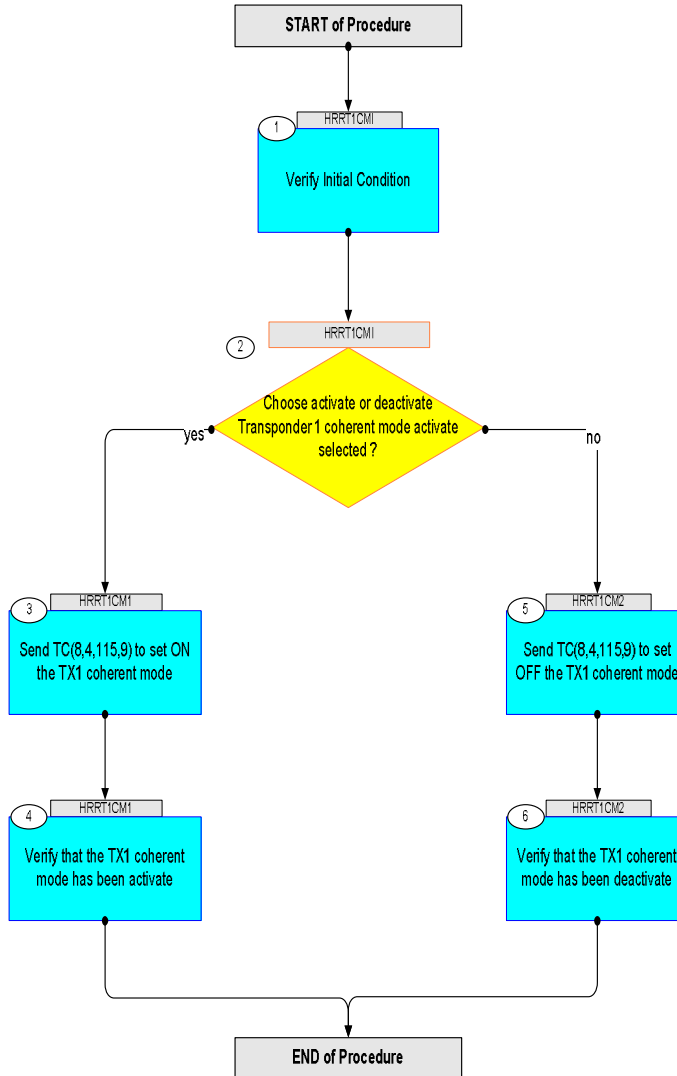 START of Procedure
HRRT1CMI
1
Verify Initial Condition
HRRT1CMI
2
Choose activate or deactivate
Transponder 1 coherent mode activate
selected ?
yes
no
HRRT1CM1
3
Send TC(8,4,115,9) to set ON
the TX1 coherent mode
HRRT1CM2
5
Send TC(8,4,115,9) to set
OFF the TX1 coherent mode
HRRT1CM1
4
Verify that the TX1 coherent
mode has been activate
HRRT1CM2
6
Verify that the TX1 coherent
mode has been deactivate
END of Procedure